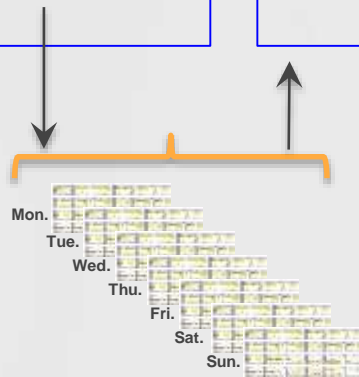 Mon.
Tue.
Wed.
Thu.
Fri.
Sat.
Sun.